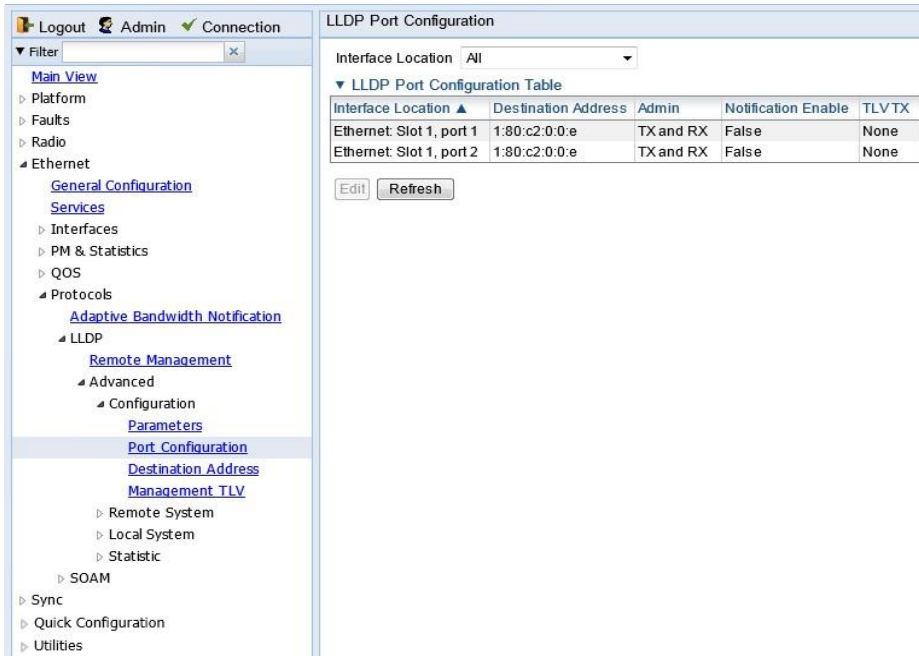 Logout Admin Connection
Filter
Main View
Platform
Faults
Radio
Ethernet
General Configuration
Services
Interfaces
PM & Statistics
QOS
Protocols
Adaptive Bandwidth Notification
LLDP
Remote Management
Advanced
Configuration
Parameters
Port Configuration
Destination Address
Management TLV
Remote System
Local System
Statistic
SOAM
Sync
Quick Configuration
Utilities
LLDP Port Configuration
Interface Location All
LLDP Port Configuration Table
Interface Location ▲ Destination Address Admin Notification Enable TLV TX
Ethernet: Slot 1, port 1 1:80:c2:0:0:e TX and RX False None
Ethernet: Slot 1, port 2 1:80:c2:0:0:e TX and RX False None
Edit Refresh